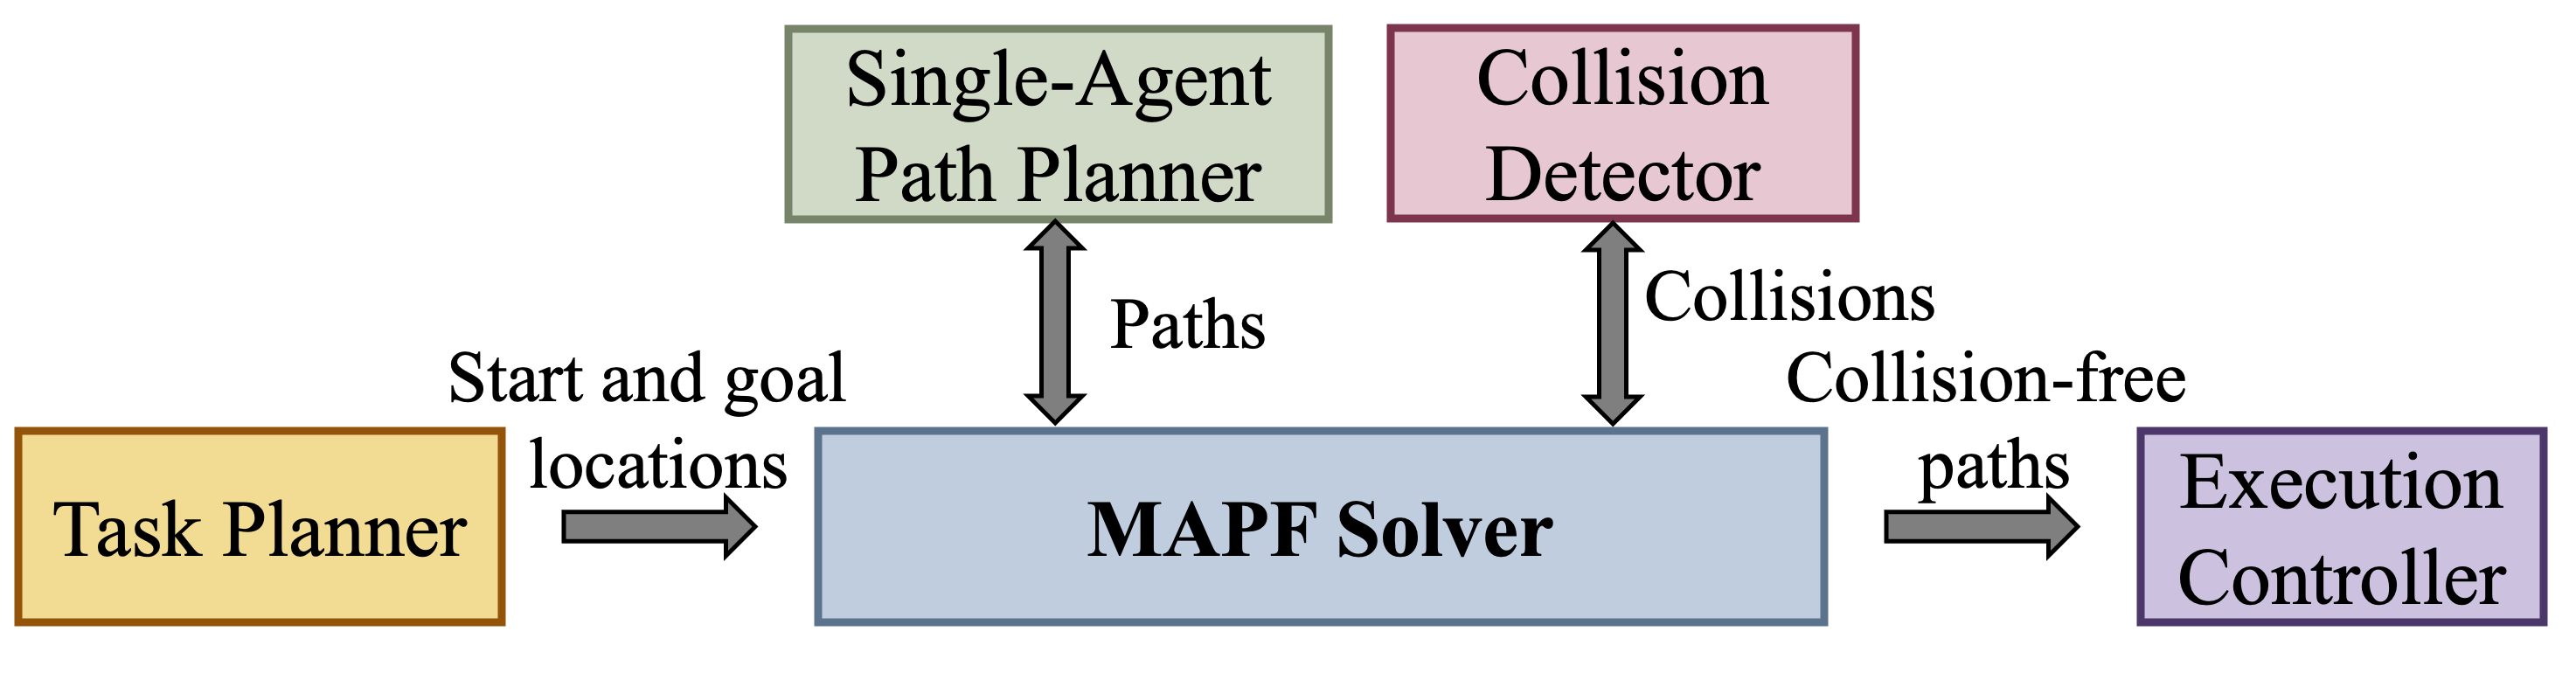 Single-Agent
Path Planner
Collision
Detector
Paths
Collisions
Start and goal
locations
Collision-free
paths
Task Planner
MAPF Solver
Execution
Controller